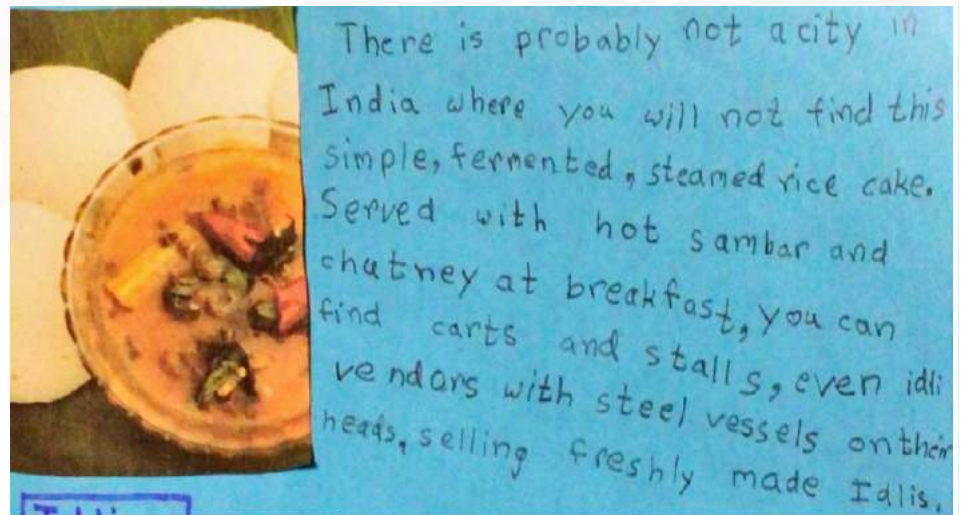 There is probably not a city in
India where you will not find this
simple, fermented, steamed rice cake.
Served with hot sambar and
chatney at breakfast, you can
find carts and stalls, even idli
vendors with steel vessels on their
heads, selling freshly made Idlis.